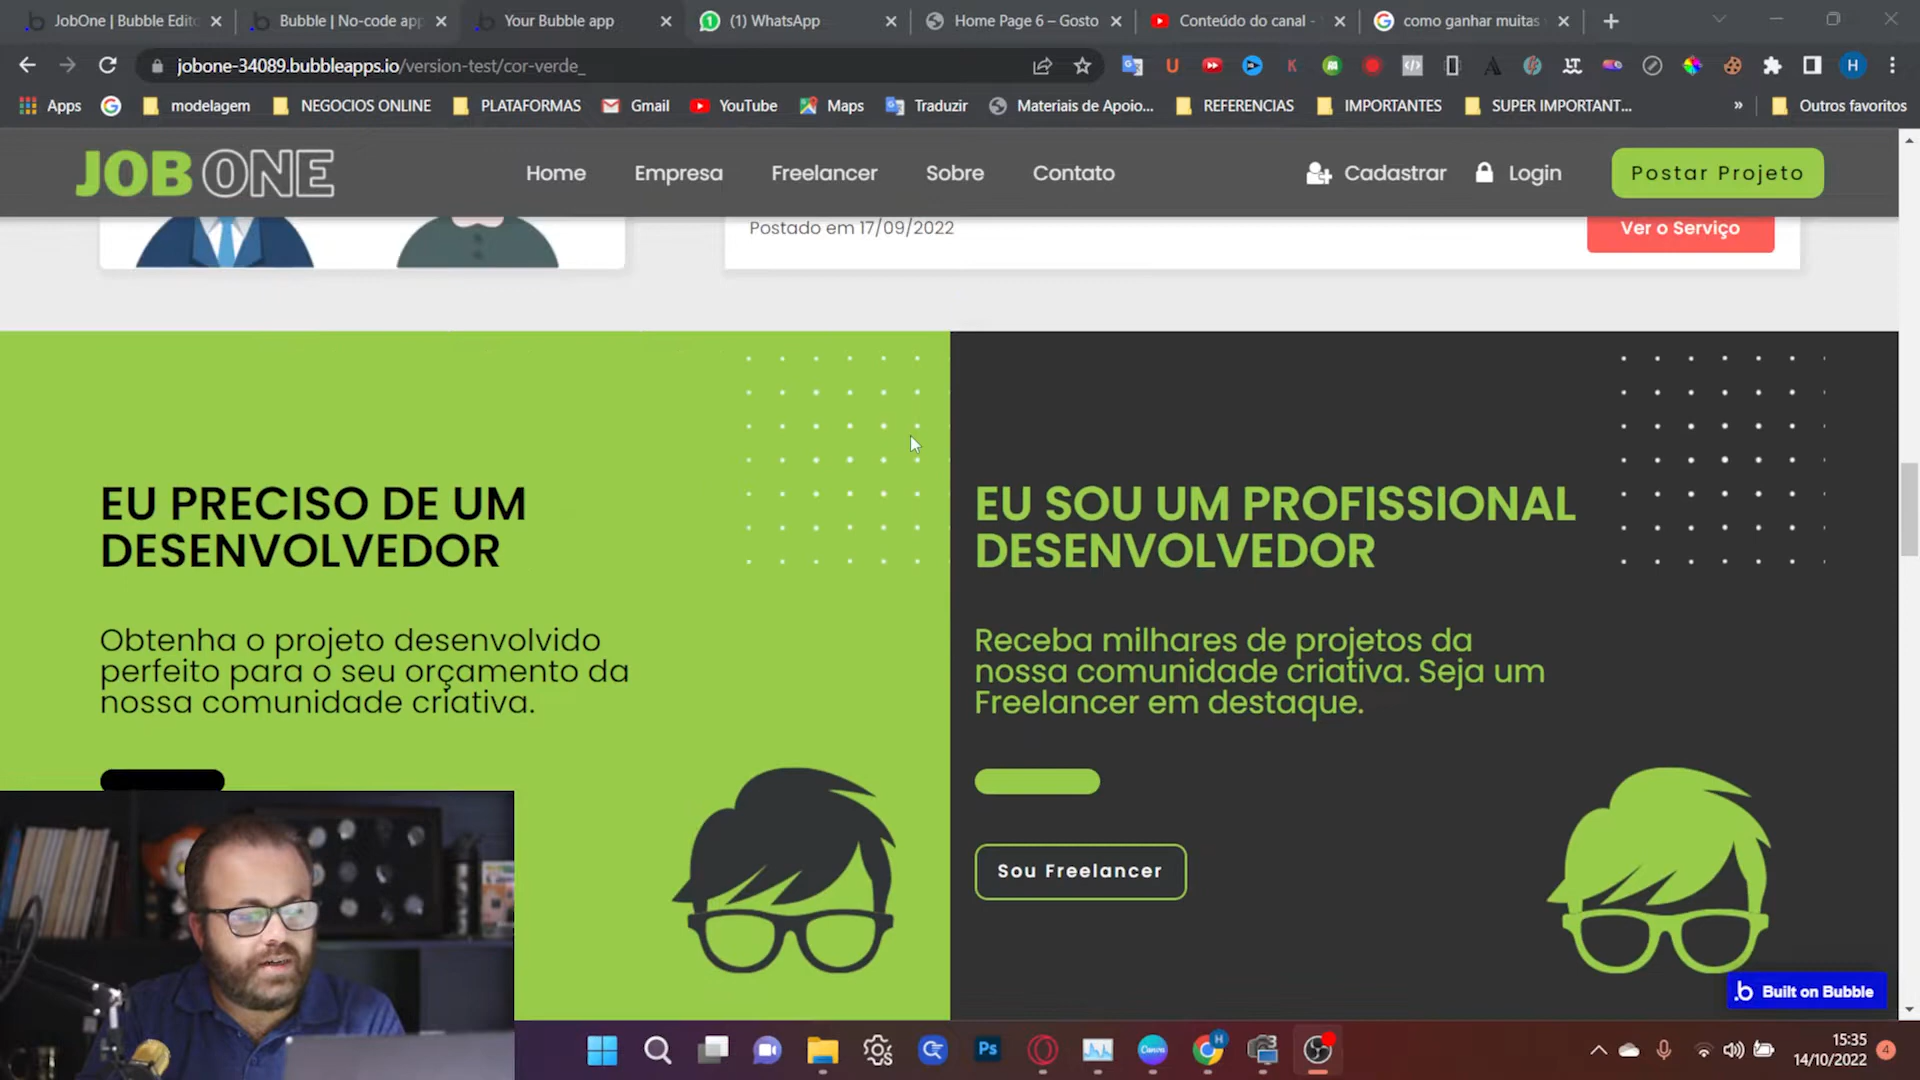 JobOne | Bubble Edito
Bubble | No-code app
Your Bubble app
(1) WhatsApp
Home Page 6 – Gosto
Conteúdo do canal -
como ganhar muitas
jobone-34089.bubbleapps.io/version-test/cor-verde_
Apps
modelagem
NEGOCIOS ONLINE
PLATAFORMAS
Gmail
YouTube
Maps
Traduzir
Materiais de Apoio...
REFERENCIAS
IMPORTANTES
SUPER IMPORTANT...
»
Outros favoritos
JOB ONE
Home
Empresa
Freelancer
Sobre
Contato
Cadastrar
Login
Postar Projeto
Postado em 17/09/2022
Ver o Serviço
EU PRECISO DE UM
DESENVOLVEDOR
Obtenha o projeto desenvolvido
perfeito para o seu orçamento da
nossa comunidade criativa.
EU SOU UM PROFISSIONAL
DESENVOLVEDOR
Receba milhares de projetos da
nossa comunidade criativa. Seja um
Freelancer em destaque.
Sou Freelancer
Built on Bubble
Ps
Canva
15:35
14/10/2022
4